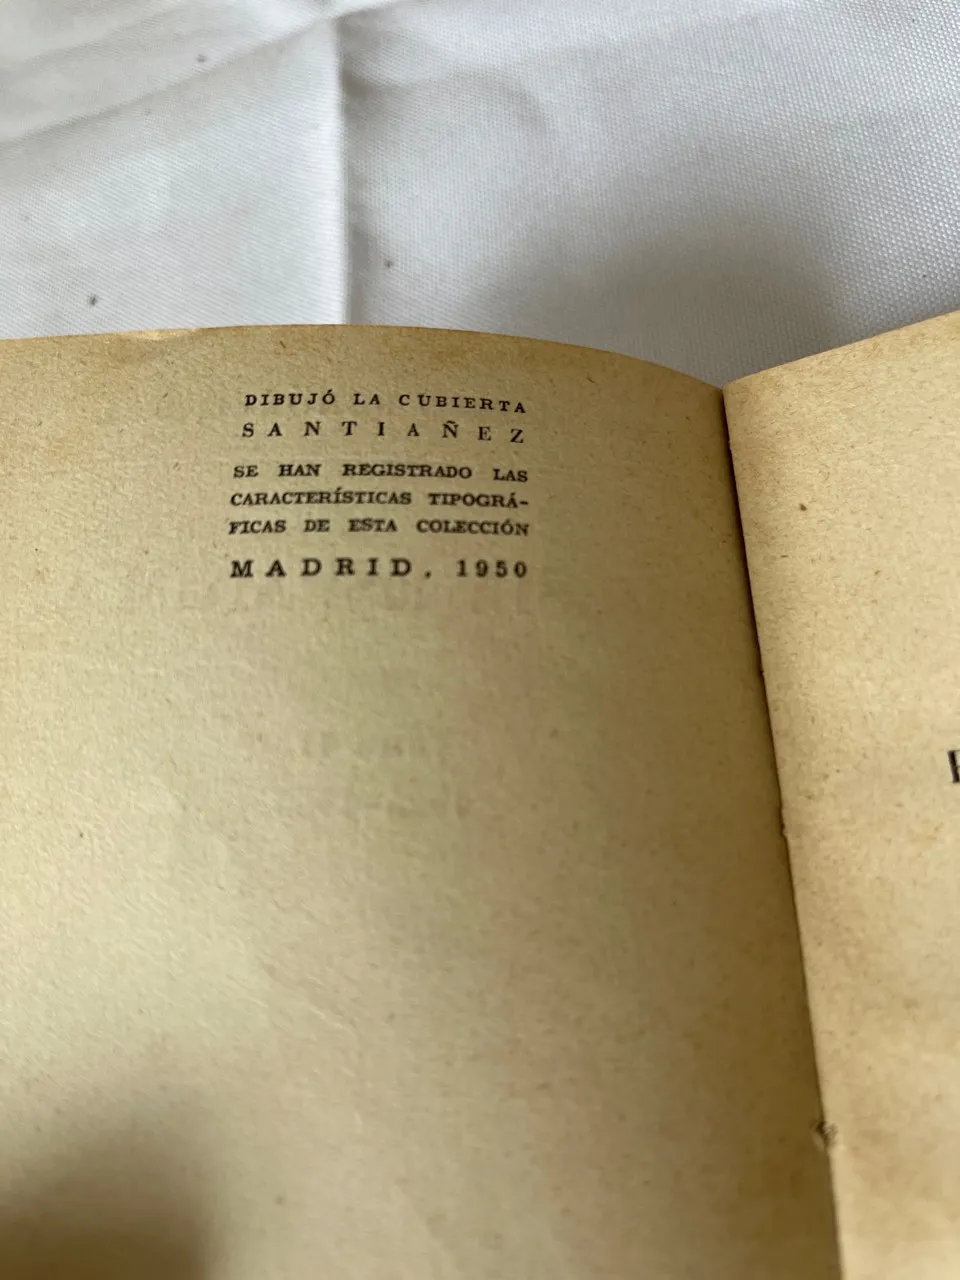 DIBUJÓ LA CUBIERTA
SANTIAÑEZ
SE HAN REGISTRADO LAS
CARACTERÍSTICAS TIPOGRÁ-
FICAS DE ESTA COLECCIÓN
MADRID, 1950